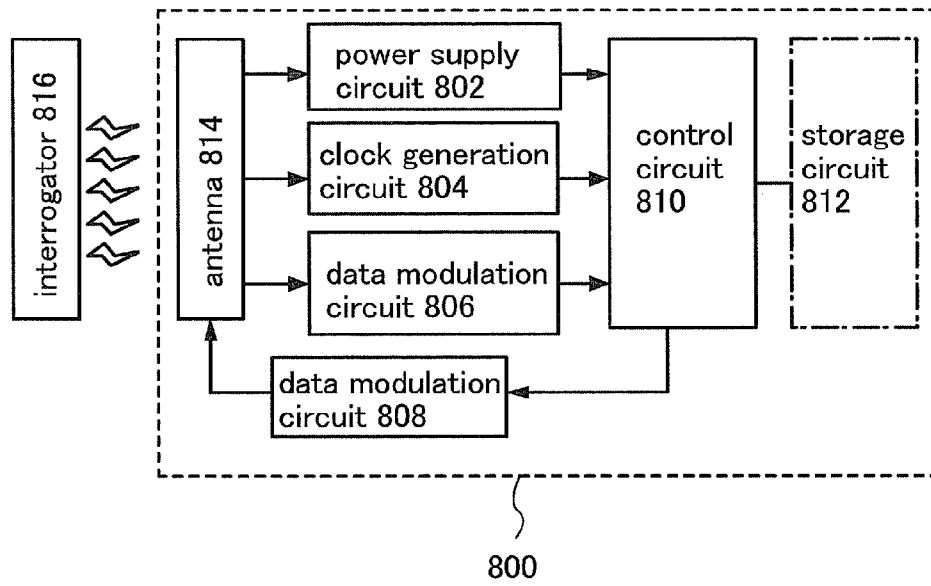 interrogator 816
antenna 814
power supply
circuit 802
clock generation
circuit 804
data modulation
circuit 806
data modulation
circuit 808
control
circuit
810
storage
circuit
812
800